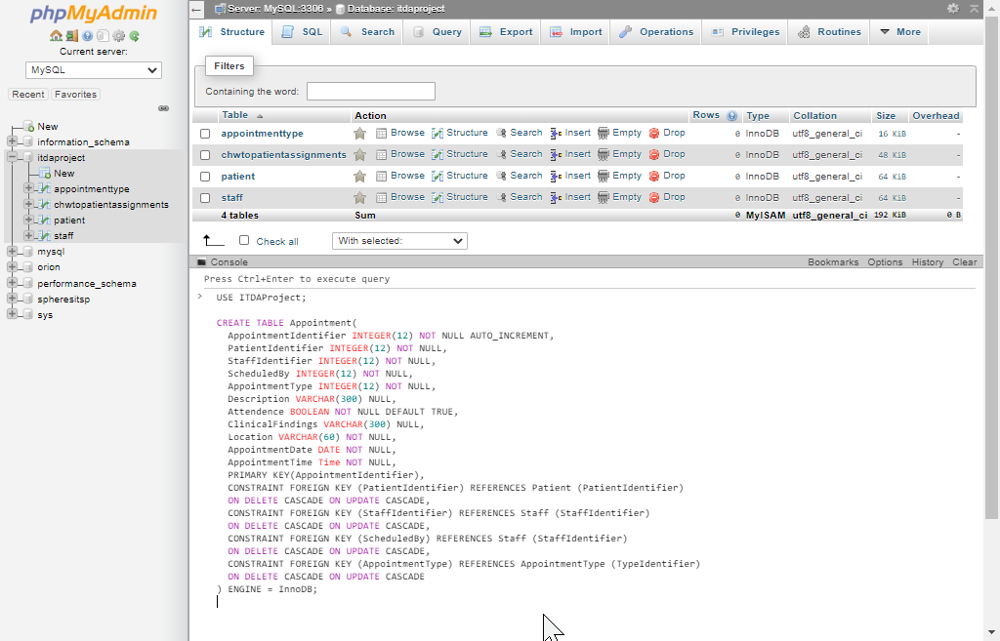 phpMyAdmin
Current server:
MySQL
Recent Favorites
New
information_schema
itdaproject
New
appointmenttype
chwtopatientassignments
patient
staff
mysql
orion
performance_schema
spheresitsp
sys
Server: MySQL:3306 » Database: itdaproject
Structure SQL Search Query Export Import Operations Privileges Routines More
Filters
Containing the word:
Table Action Rows Type Collation Size Overhead
appointmenttype Browse Structure Search Insert Empty Drop 0 InnoDB utf8_general_ci 16 KiB -
chwtopatientassignments Browse Structure Search Insert Empty Drop 0 InnoDB utf8_general_ci 48 KiB -
patient Browse Structure Search Insert Empty Drop 0 InnoDB utf8_general_ci 64 KiB -
staff Browse Structure Search Insert Empty Drop 0 InnoDB utf8_general_ci 64 KiB -
4 tables Sum 0 MyISAM utf8_general_ci 192 KiB 0 B
Check all With selected:
Console Bookmarks Options History Clear
Press Ctrl+Enter to execute query
> USE ITDAProject;
CREATE TABLE Appointment(
AppointmentIdentifier INTEGER(12) NOT NULL AUTO_INCREMENT,
PatientIdentifier INTEGER(12) NOT NULL,
StaffIdentifier INTEGER(12) NOT NULL,
ScheduledBy INTEGER(12) NOT NULL,
AppointmentType INTEGER(12) NOT NULL,
Description VARCHAR(300) NULL,
Attendence BOOLEAN NOT NULL DEFAULT TRUE,
ClinicalFindings VARCHAR(300) NULL,
Location VARCHAR(60) NOT NULL,
AppointmentDate DATE NOT NULL,
AppointmentTime Time NOT NULL,
PRIMARY KEY(AppointmentIdentifier),
CONSTRAINT FOREIGN KEY (PatientIdentifier) REFERENCES Patient (PatientIdentifier)
ON DELETE CASCADE ON UPDATE CASCADE,
CONSTRAINT FOREIGN KEY (StaffIdentifier) REFERENCES Staff (StaffIdentifier)
ON DELETE CASCADE ON UPDATE CASCADE,
CONSTRAINT FOREIGN KEY (ScheduledBy) REFERENCES Staff (StaffIdentifier)
ON DELETE CASCADE ON UPDATE CASCADE,
CONSTRAINT FOREIGN KEY (AppointmentType) REFERENCES AppointmentType (TypeIdentifier)
ON DELETE CASCADE ON UPDATE CASCADE
) ENGINE = InnoDB;